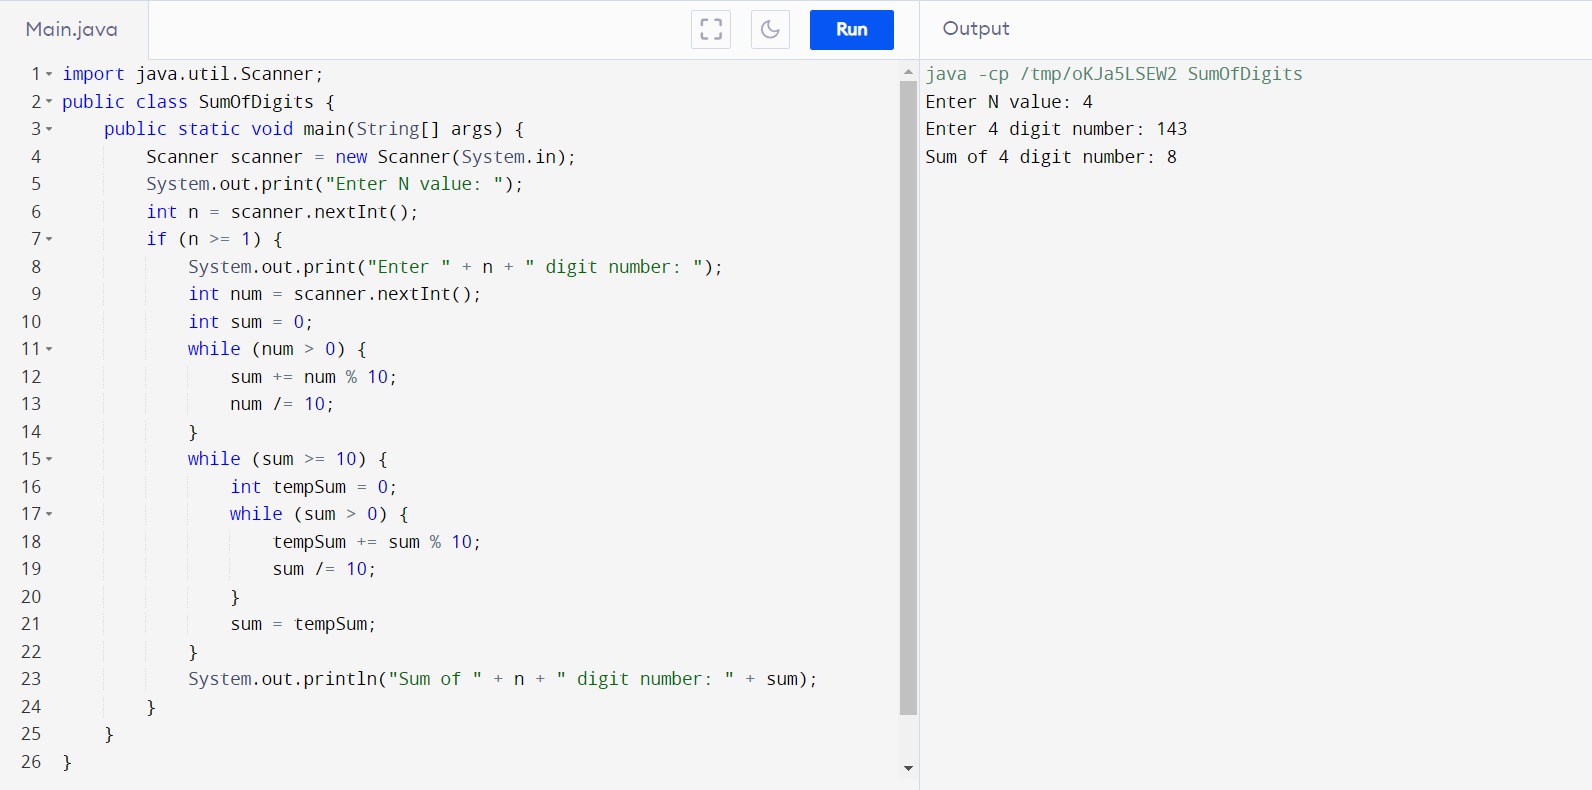 Main.java
Run
Output
1 import java.util.Scanner;
2 public class SumOfDigits {
3     public static void main(String[] args) {
4         Scanner scanner = new Scanner(System.in);
5         System.out.print("Enter N value: ");
6         int n = scanner.nextInt();
7         if (n >= 1) {
8             System.out.print("Enter " + n + " digit number: ");
9             int num = scanner.nextInt();
10             int sum = 0;
11             while (num > 0) {
12                 sum += num % 10;
13                 num /= 10;
14             }
15             while (sum >= 10) {
16                 int tempSum = 0;
17                 while (sum > 0) {
18                     tempSum += sum % 10;
19                     sum /= 10;
20                 }
21                 sum = tempSum;
22             }
23             System.out.println("Sum of " + n + " digit number: " + sum);
24         }
25     }
26 }
java -cp /tmp/oKJa5LSEW2 SumOfDigits
Enter N value: 4
Enter 4 digit number: 143
Sum of 4 digit number: 8